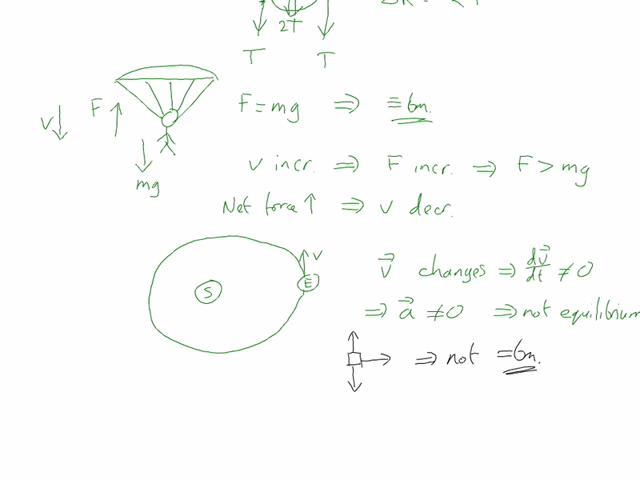 2T
T T
F = mg ⇒ ≡bm.
v↓ F↑
v incr. ⇒ F incr. ⇒ F > mg
mg
Net force ↑ ⇒ v decr.
v
S E
v⃗ changes ⇒ dv⃗/dt ≠ 0
⇒ a⃗ ≠ 0 ⇒ not equilibrium
⇒ not =bm.